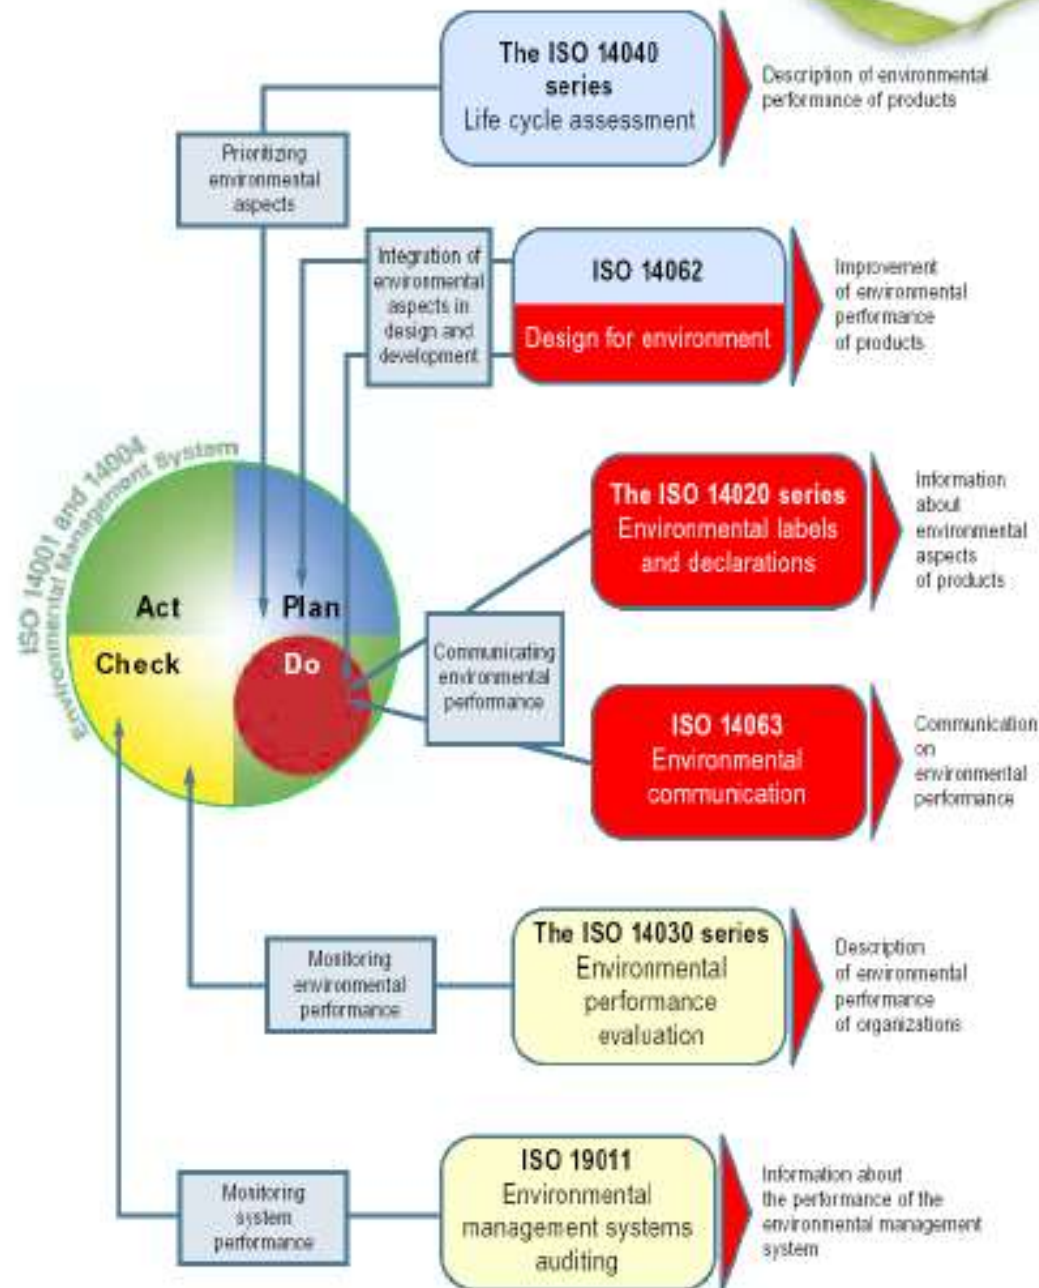 The ISO 14040
series
Life cycle assessment
Description of environmental
performance of products
Prioritizing
environmental
aspects
Integration of
environmental
aspects in
design and
development
ISO 14062
Design for environment
Improvement
of environmental
performance
of products
ISO 14001 and 14004
Environmental Management System
Act
Plan
Check
Do
The ISO 14020 series
Environmental labels
and declarations
Information
about
environmental
aspects
of products
Communicating
environmental
performance
ISO 14063
Environmental
communication
Communication
on
environmental
performance
Monitoring
environmental
performance
The ISO 14030 series
Environmental
performance
evaluation
Description
of environmental
performance
of organizations
Monitoring
system
performance
ISO 19011
Environmental
management systems
auditing
Information about
the performance of the
environmental management
system